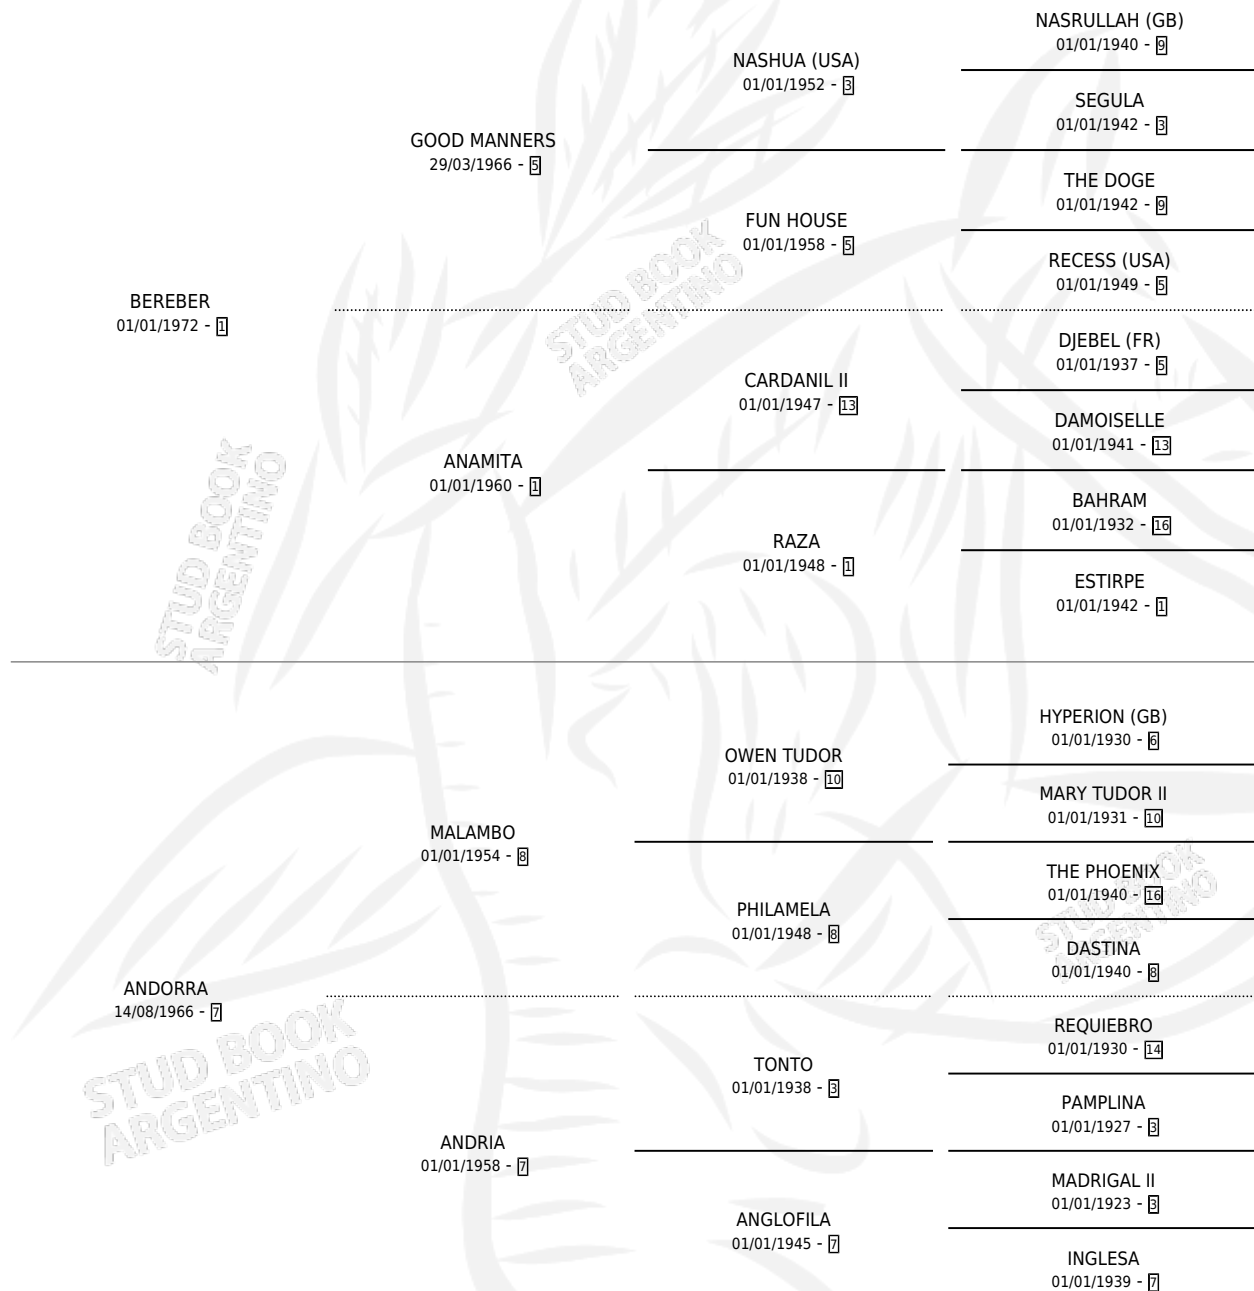 NASRULLAH (GB)
01/01/1940 - 9
NASHUA (USA)
01/01/1952 - 3
SEGULA
01/01/1942 - 3
GOOD MANNERS
29/03/1966 - 5
THE DOGE
01/01/1942 - 9
FUN HOUSE
01/01/1958 - 5
RECESS (USA)
01/01/1949 - 5
BEREBER
01/01/1972 - 1
DJEBEL (FR)
01/01/1937 - 5
CARDANIL II
01/01/1947 - 13
DAMOISELLE
01/01/1941 - 13
ANAMITA
01/01/1960 - 1
BAHRAM
01/01/1932 - 16
RAZA
01/01/1948 - 1
ESTIRPE
01/01/1942 - 1
HYPERION (GB)
01/01/1930 - 6
OWEN TUDOR
01/01/1938 - 10
MARY TUDOR II
01/01/1931 - 10
MALAMBO
01/01/1954 - 8
THE PHOENIX
01/01/1940 - 16
PHILAMELA
01/01/1948 - 8
DASTINA
01/01/1940 - 8
ANDORRA
14/08/1966 - 7
REQUIEBRO
01/01/1930 - 14
TONTO
01/01/1938 - 3
PAMPLINA
01/01/1927 - 3
ANDRIA
01/01/1958 - 7
MADRIGAL II
01/01/1923 - 3
ANGLOFILA
01/01/1945 - 7
INGLESA
01/01/1939 - 7
STUD BOOK
ARGENTINO
STUD BOOK
ARGENTINO
STUD BOOK
ARGENTINO
STUD BOOK
ARGENTINO